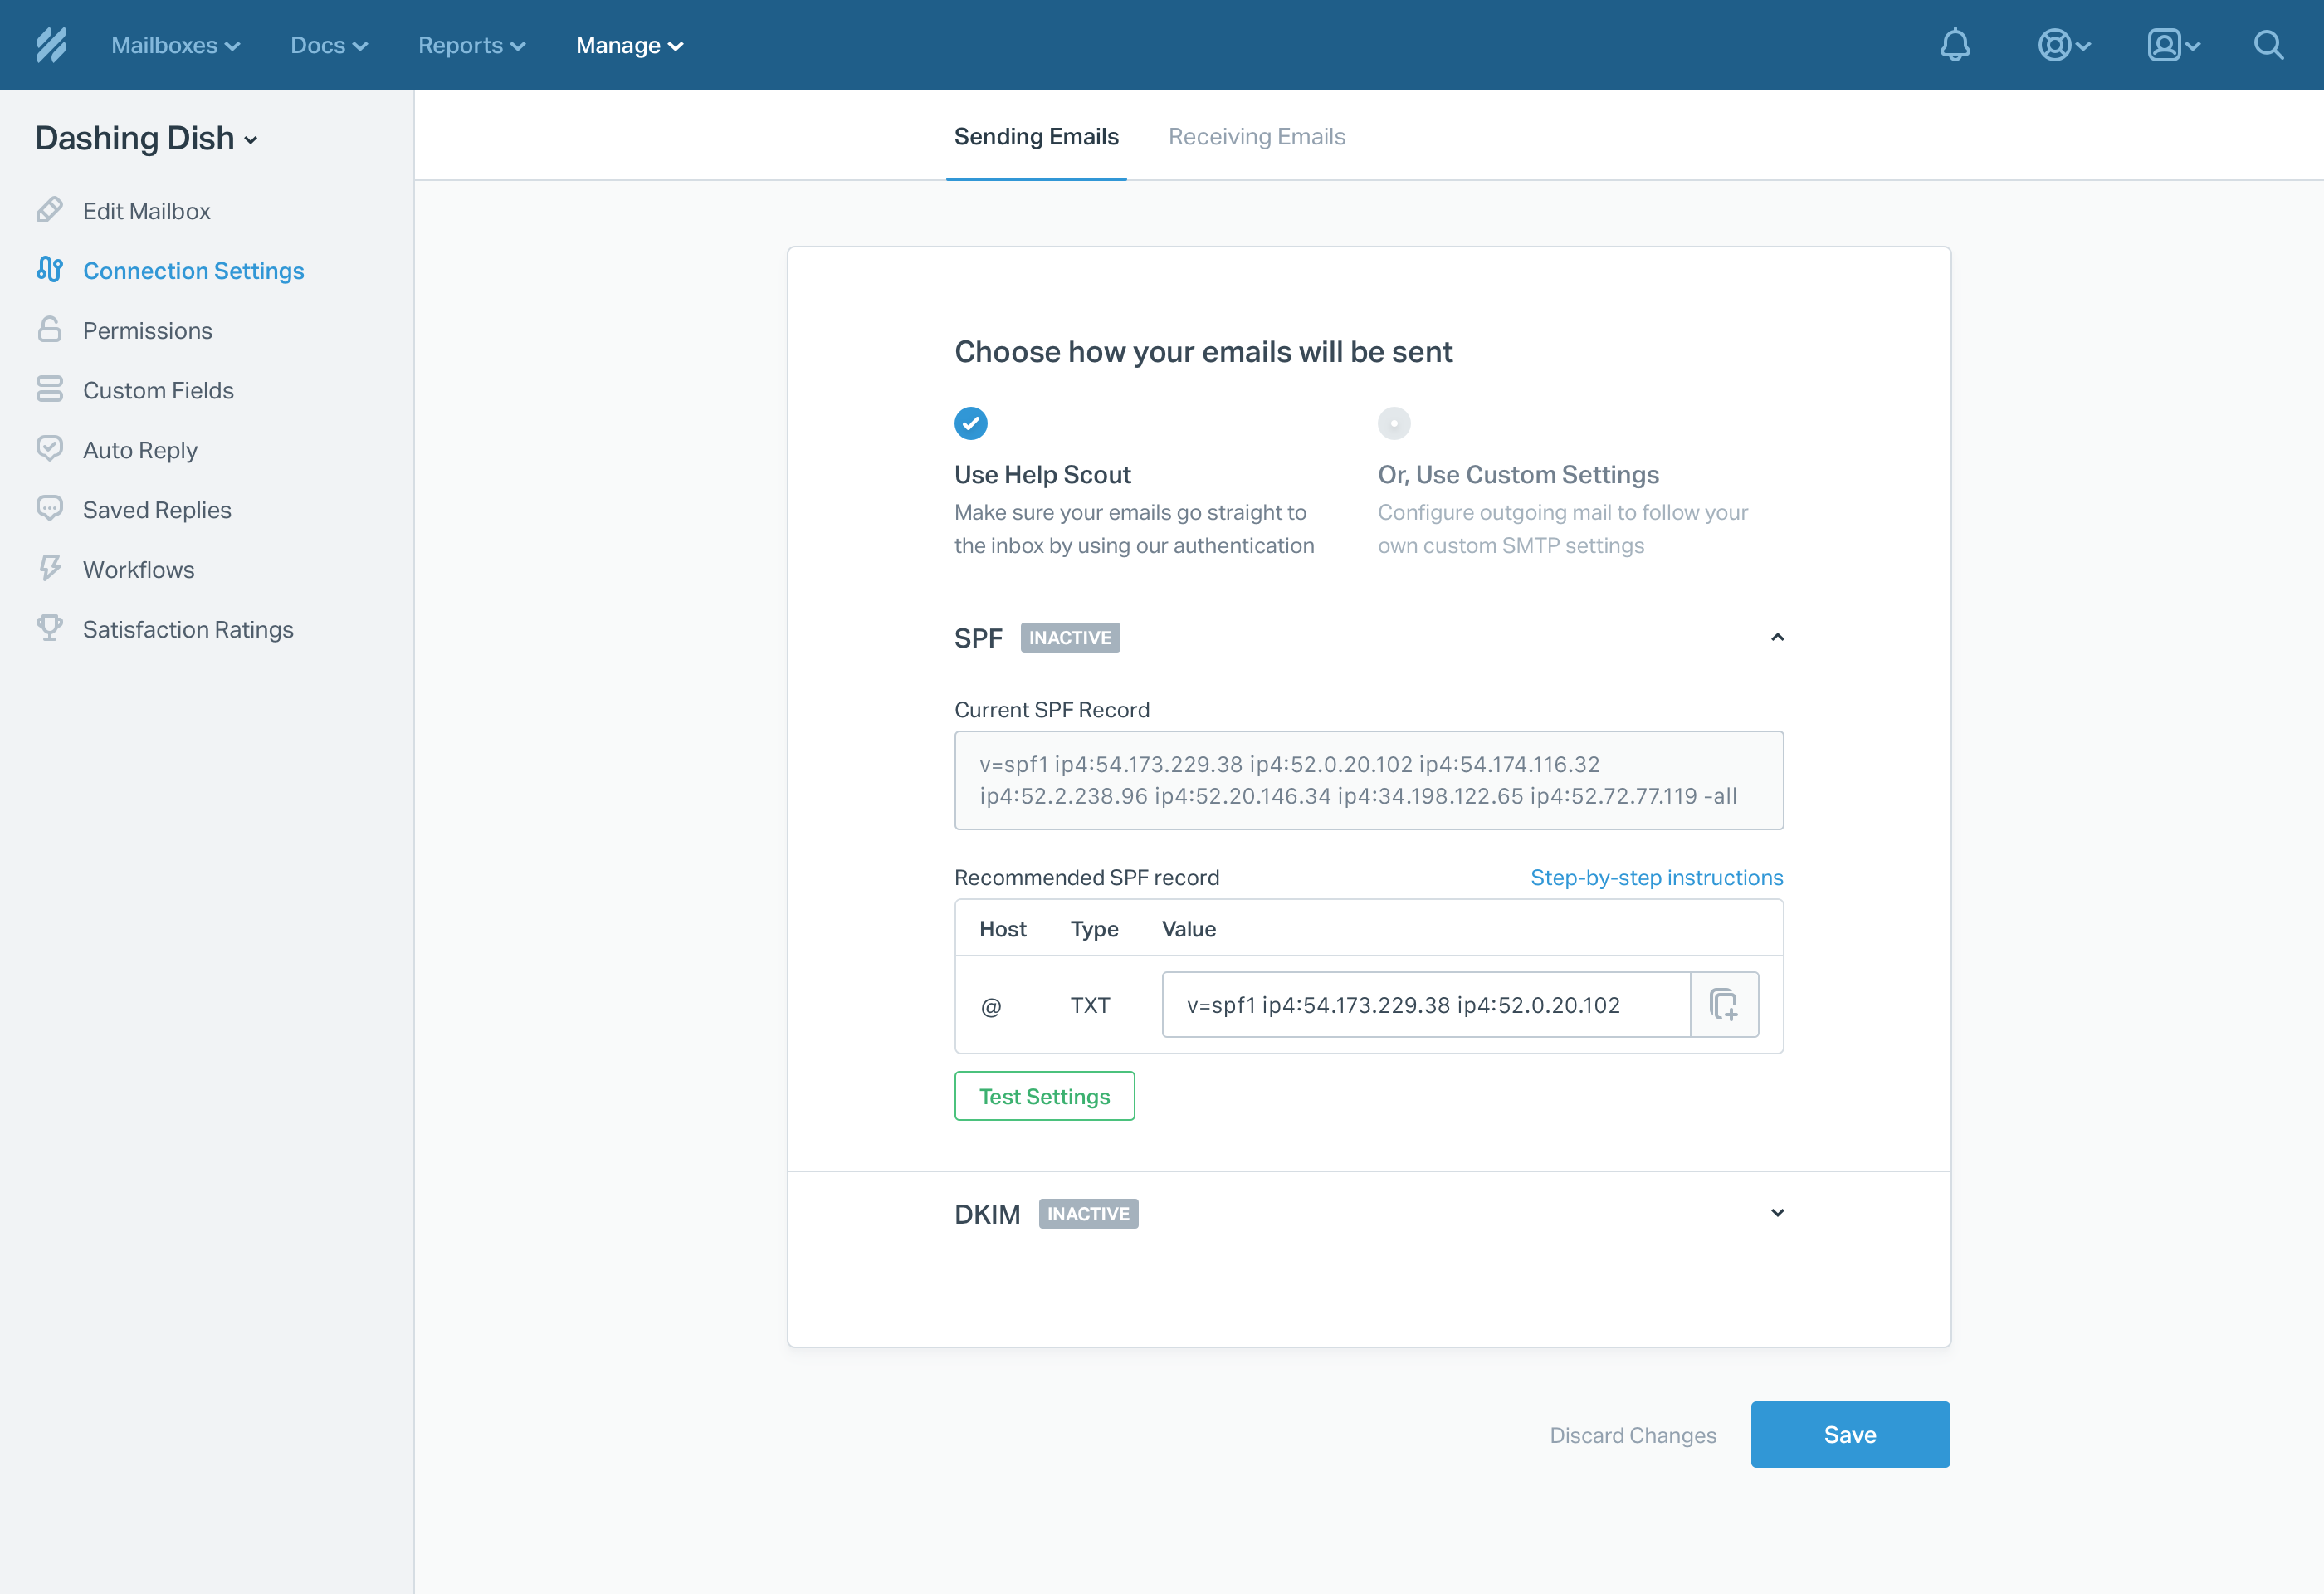 Mailboxes Docs Reports Manage
Dashing Dish
Edit Mailbox
Connection Settings
Permissions
Custom Fields
Auto Reply
Saved Replies
Workflows
Satisfaction Ratings
Sending Emails Receiving Emails
Choose how your emails will be sent
Use Help Scout
Make sure your emails go straight to
the inbox by using our authentication
Or, Use Custom Settings
Configure outgoing mail to follow your
own custom SMTP settings
SPF INACTIVE
Current SPF Record
v=spf1 ip4:54.173.229.38 ip4:52.0.20.102 ip4:54.174.116.32
ip4:52.2.238.96 ip4:52.20.146.34 ip4:34.198.122.65 ip4:52.72.77.119 -all
Recommended SPF record Step-by-step instructions
Host Type Value
@ TXT v=spf1 ip4:54.173.229.38 ip4:52.0.20.102
Test Settings
DKIM INACTIVE
Discard Changes Save